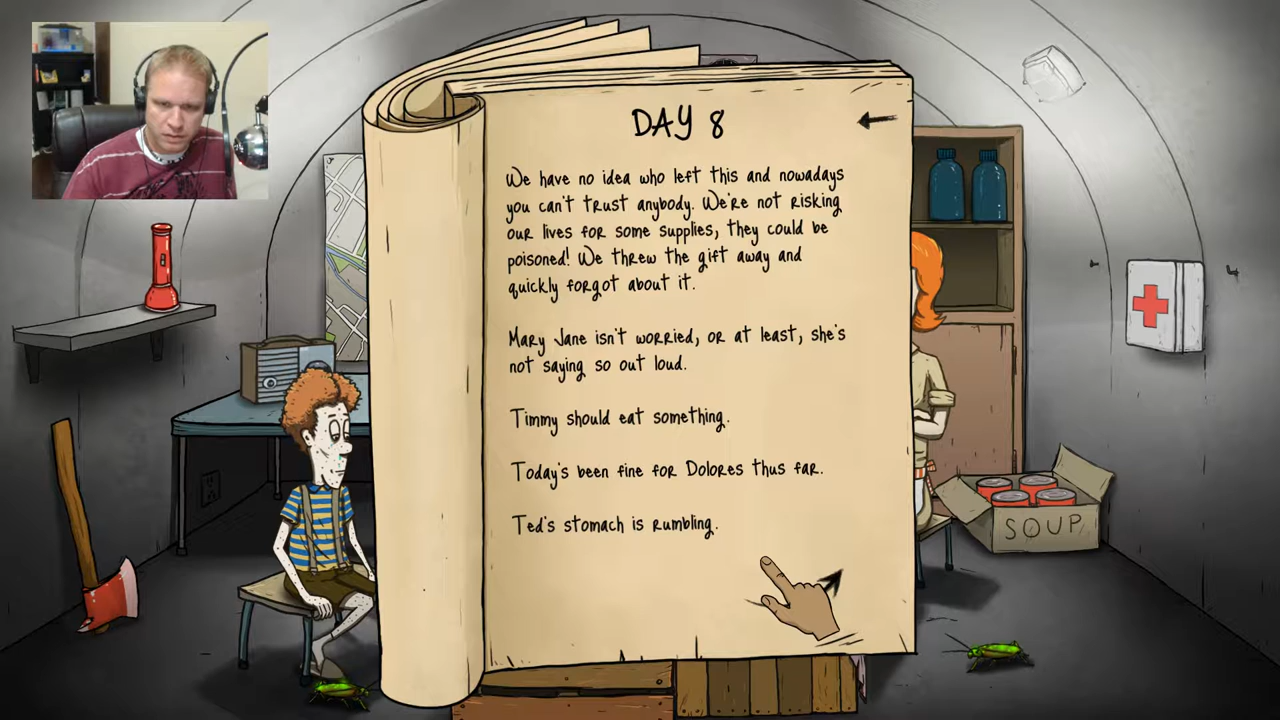 DAY 8
We have no idea who left this and nowadays
you can't trust anybody. We're not risking
our lives for some supplies, they could be
poisoned! We threw the gift away and
quickly forgot about it.
Mary Jane isn't worried, or at least, she's
not saying so out loud.
Timmy should eat something.
Today's been fine for Dolores thus far.
Ted's stomach is rumbling.
SOUP